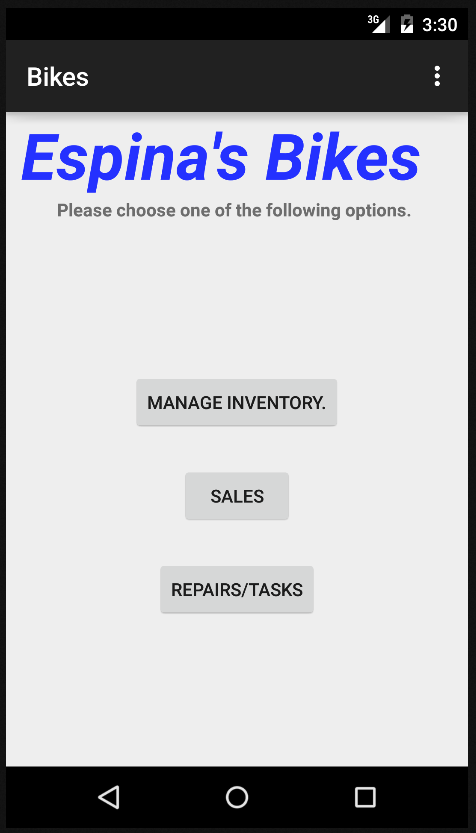 3G 3:30
Bikes
Espina's Bikes
Please choose one of the following options.
MANAGE INVENTORY.
SALES
REPAIRS/TASKS